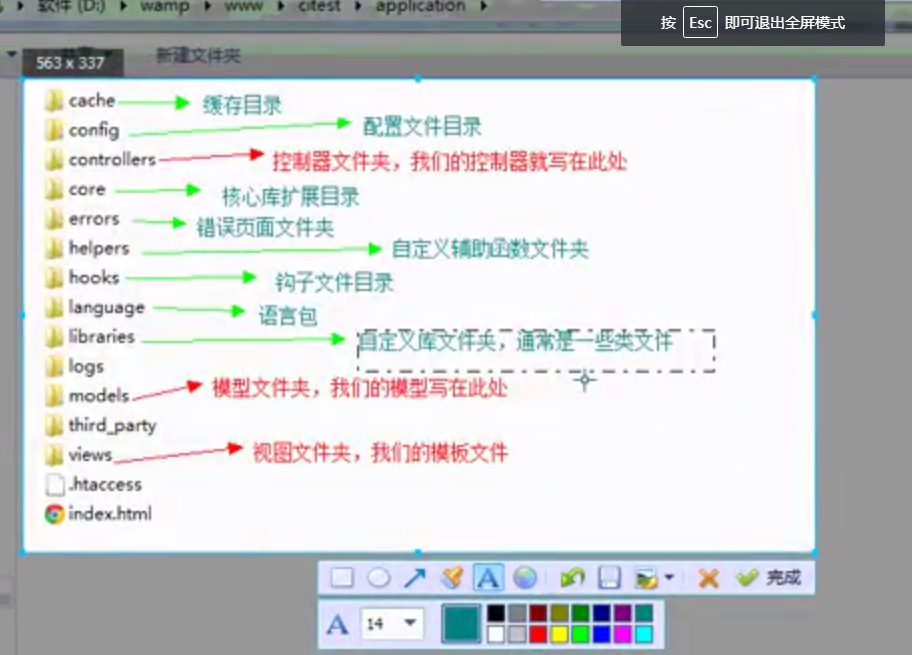 软件 (D:) wamp www citest application
按 Esc 即可退出全屏模式
共享 新建文件夹
563 x 337
cache 缓存目录
config 配置文件目录
controllers 控制器文件夹，我们的控制器就写在此处
core 核心库扩展目录
errors 错误页面文件夹
helpers 自定义辅助函数文件夹
hooks 钩子文件目录
language 语言包
libraries 自定义库文件夹，通常是一些类文件
logs
models 模型文件夹，我们的模型写在此处
third_party
views 视图文件夹，我们的模板文件
.htaccess
index.html
A 完成
A 14